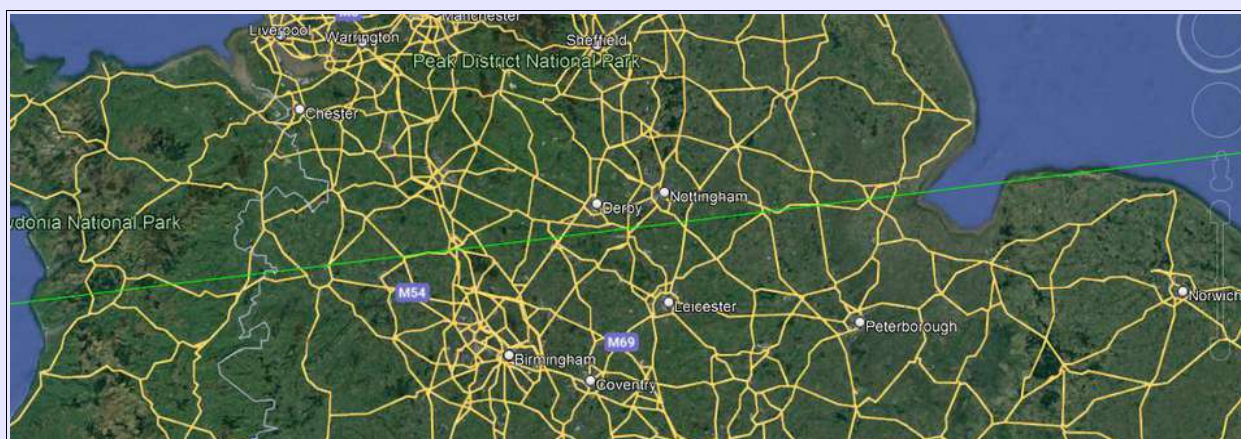 Manchester
Liverpool
Warrington
Sheffield
Peak District National Park
Chester
Nottingham
Derby
wdonia National Park
M54
Leicester
Norwich
Peterborough
M69
Birmingham
Coventry